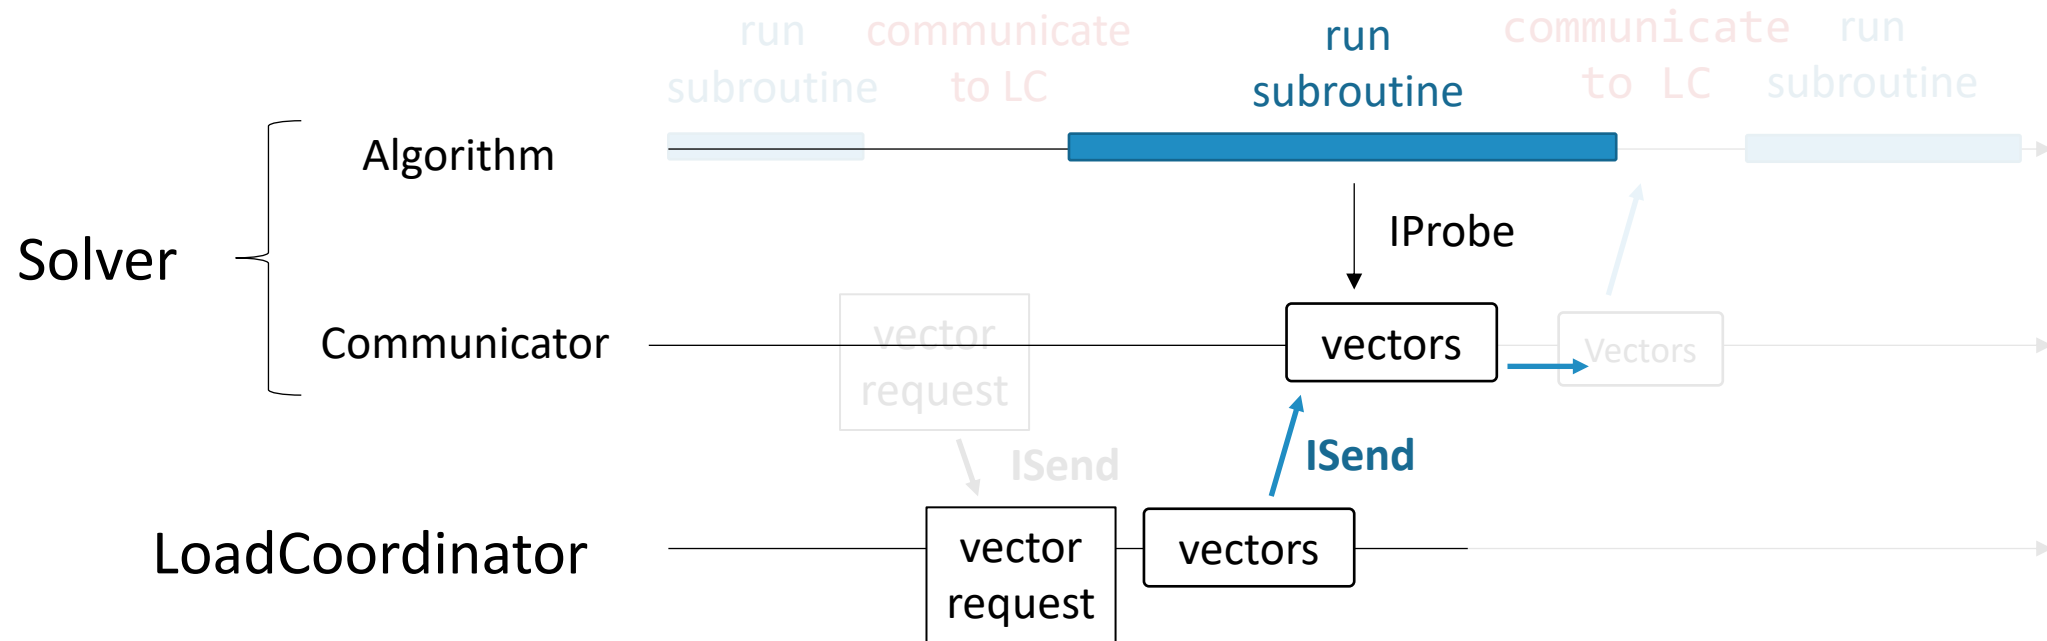 run
subroutine
communicate
to LC
run
subroutine
communicate
to LC
run
subroutine
Algorithm
IProbe
Solver
Communicator
vector
request
vectors
Vectors
ISend
ISend
LoadCoordinator
vector
request
vectors